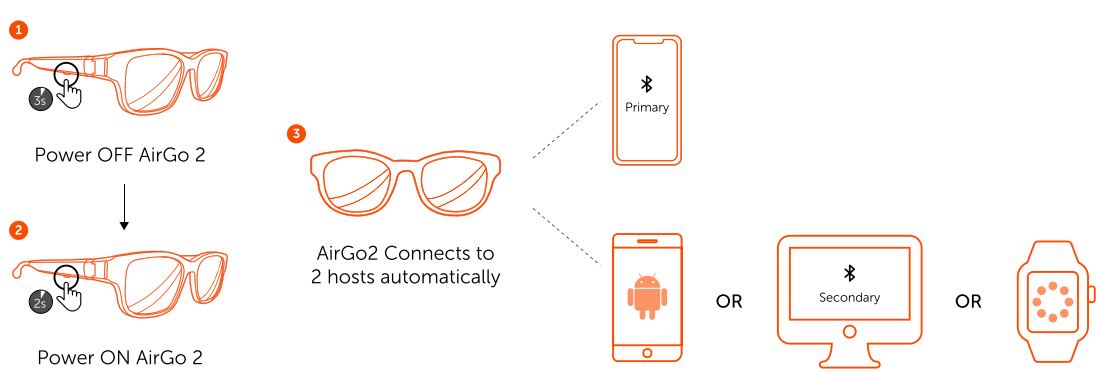 1
3s
Power OFF AirGo 2
2
2s
Power ON AirGo 2
3
AirGo2 Connects to
2 hosts automatically
Primary
OR
Secondary
OR